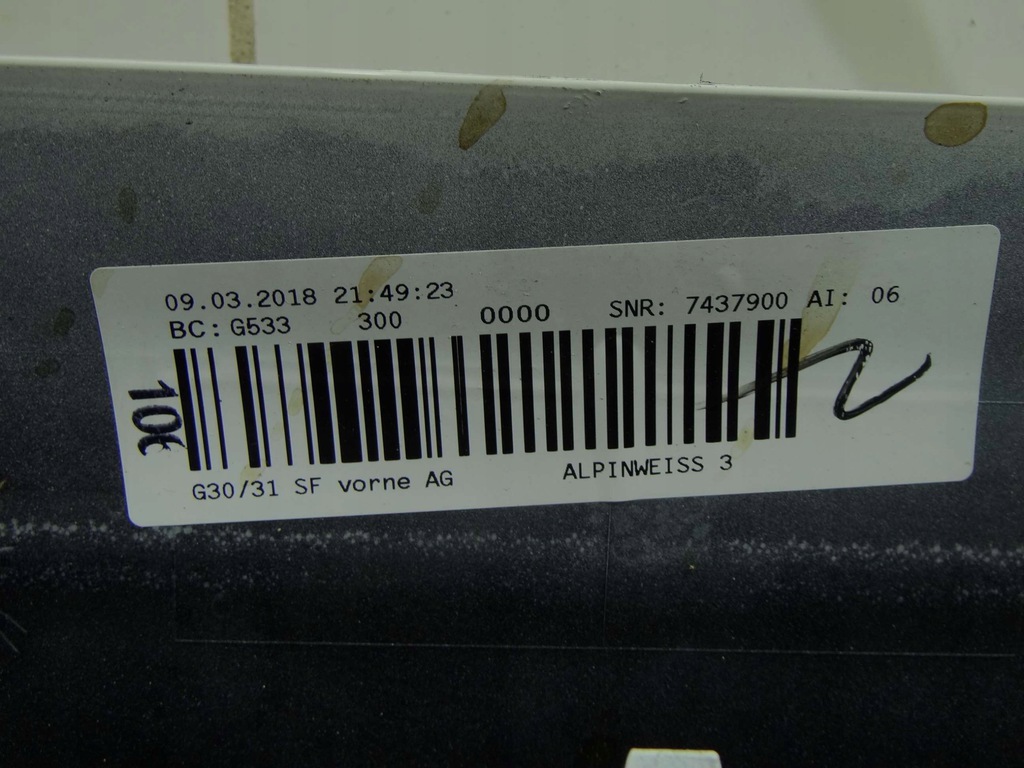 09.03.2018 21:49:23
SNR: 7437900 AI: 06
BC: G533 300 0000
G30/31 SF vorne AG
ALPINWEISS 3